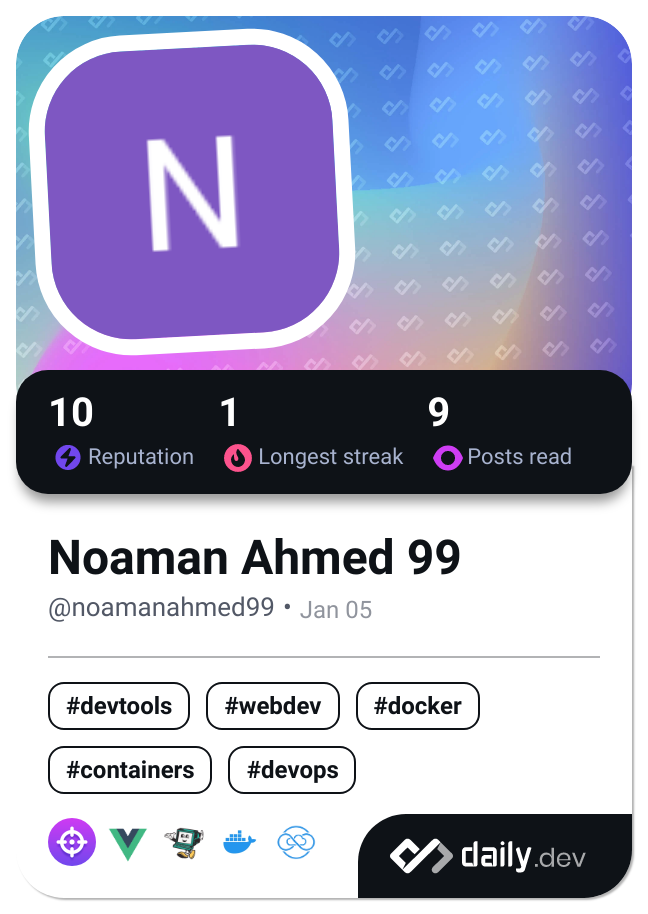 N
10 1 9
Reputation Longest streak Posts read
Noaman Ahmed 99
@noamanahmed99 • Jan 05
#devtools #webdev #docker
#containers #devops
daily.dev